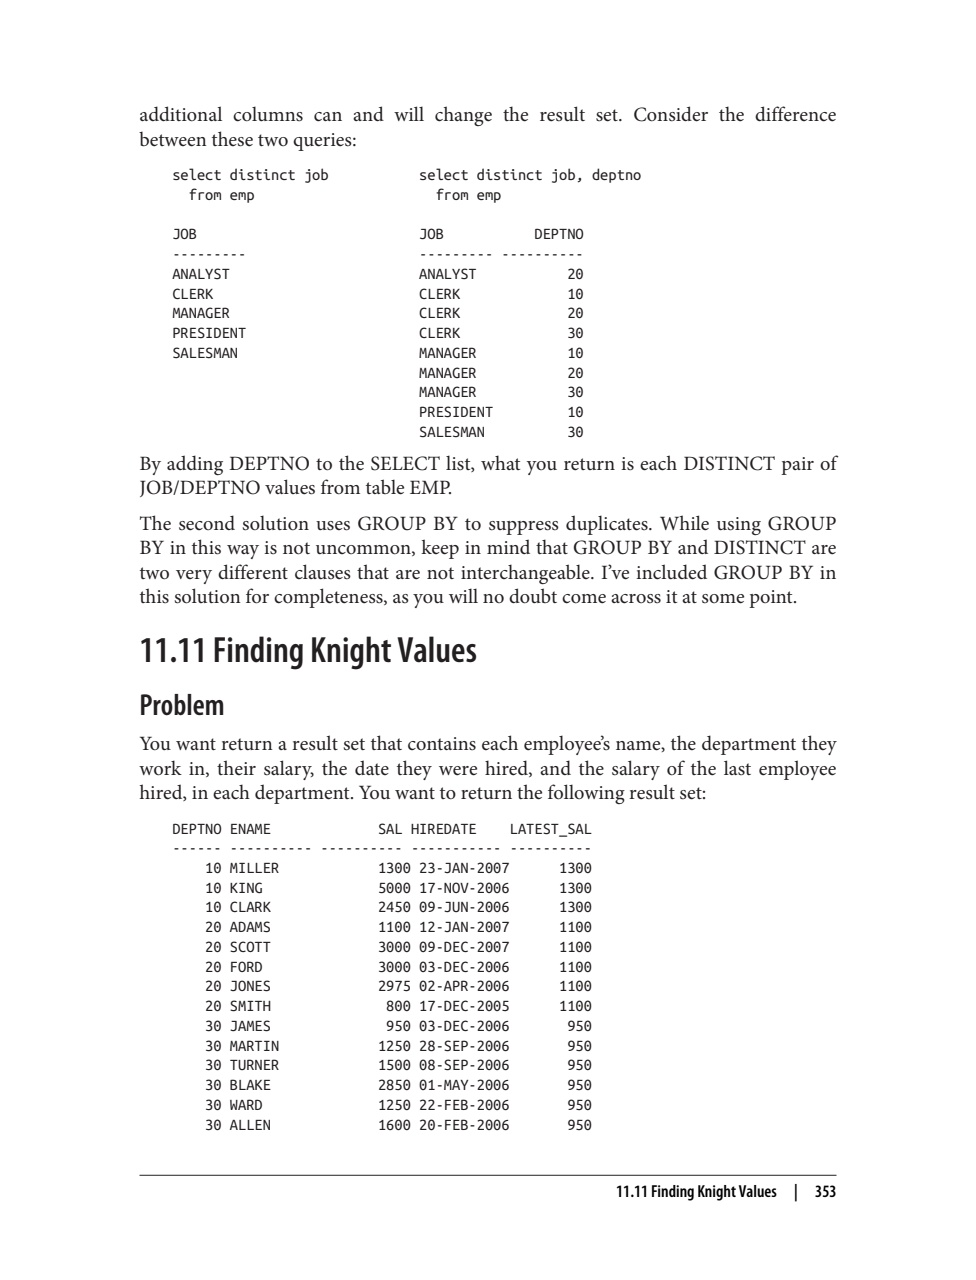 additional columns can and will change the result set. Consider the difference
between these two queries:
select distinct job          select distinct job, deptno
  from emp                     from emp
JOB                          JOB           DEPTNO
---------                    --------- ----------
ANALYST                      ANALYST           20
CLERK                        CLERK             10
MANAGER                      CLERK             20
PRESIDENT                    CLERK             30
SALESMAN                     MANAGER           10
                             MANAGER           20
                             MANAGER           30
                             PRESIDENT         10
                             SALESMAN          30
By adding DEPTNO to the SELECT list, what you return is each DISTINCT pair of
JOB/DEPTNO values from table EMP.
The second solution uses GROUP BY to suppress duplicates. While using GROUP
BY in this way is not uncommon, keep in mind that GROUP BY and DISTINCT are
two very different clauses that are not interchangeable. I’ve included GROUP BY in
this solution for completeness, as you will no doubt come across it at some point.
11.11 Finding Knight Values
Problem
You want return a result set that contains each employee’s name, the department they
work in, their salary, the date they were hired, and the salary of the last employee
hired, in each department. You want to return the following result set:
DEPTNO ENAME             SAL HIREDATE    LATEST_SAL
------ ---------- ---------- ----------- ----------
    10 MILLER           1300 23-JAN-2007       1300
    10 KING             5000 17-NOV-2006       1300
    10 CLARK            2450 09-JUN-2006       1300
    20 ADAMS            1100 12-JAN-2007       1100
    20 SCOTT            3000 09-DEC-2007       1100
    20 FORD             3000 03-DEC-2006       1100
    20 JONES            2975 02-APR-2006       1100
    20 SMITH             800 17-DEC-2005       1100
    30 JAMES             950 03-DEC-2006        950
    30 MARTIN           1250 28-SEP-2006        950
    30 TURNER           1500 08-SEP-2006        950
    30 BLAKE            2850 01-MAY-2006        950
    30 WARD             1250 22-FEB-2006        950
    30 ALLEN            1600 20-FEB-2006        950
11.11 Finding Knight Values | 353